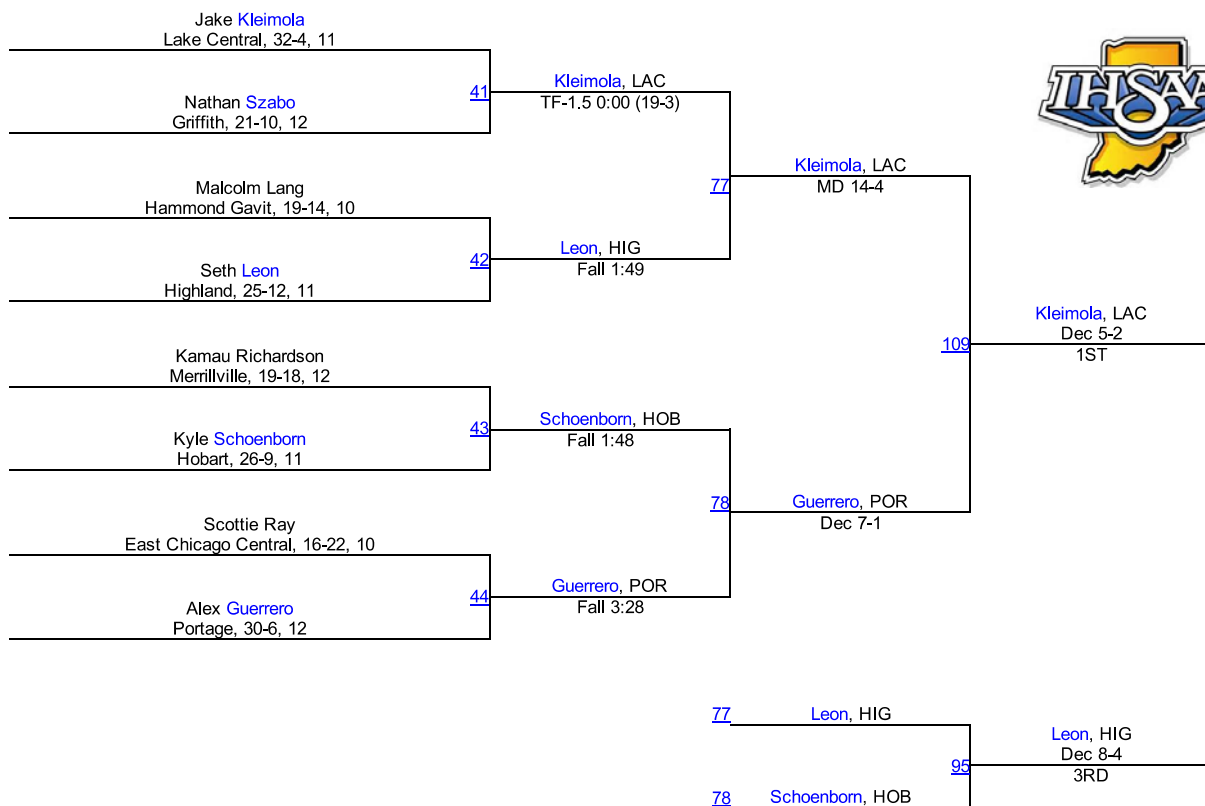 Jake Kleimola
Lake Central, 32-4, 11
41
Nathan Szabo
Griffith, 21-10, 12
Kleimola, LAC
TF-1.5 0:00 (19-3)
77
Malcolm Lang
Hammond Gavit, 19-14, 10
42
Seth Leon
Highland, 25-12, 11
Leon, HIG
Fall 1:49
Kleimola, LAC
MD 14-4
109
Kamau Richardson
Merrillville, 19-18, 12
43
Kyle Schoenborn
Hobart, 26-9, 11
Schoenborn, HOB
Fall 1:48
78
Scottie Ray
East Chicago Central, 16-22, 10
44
Alex Guerrero
Portage, 30-6, 12
Guerrero, POR
Fall 3:28
Guerrero, POR
Dec 7-1
Kleimola, LAC
Dec 5-2
1ST
IHSAA
77
Leon, HIG
95
78
Schoenborn, HOB
Leon, HIG
Dec 8-4
3RD